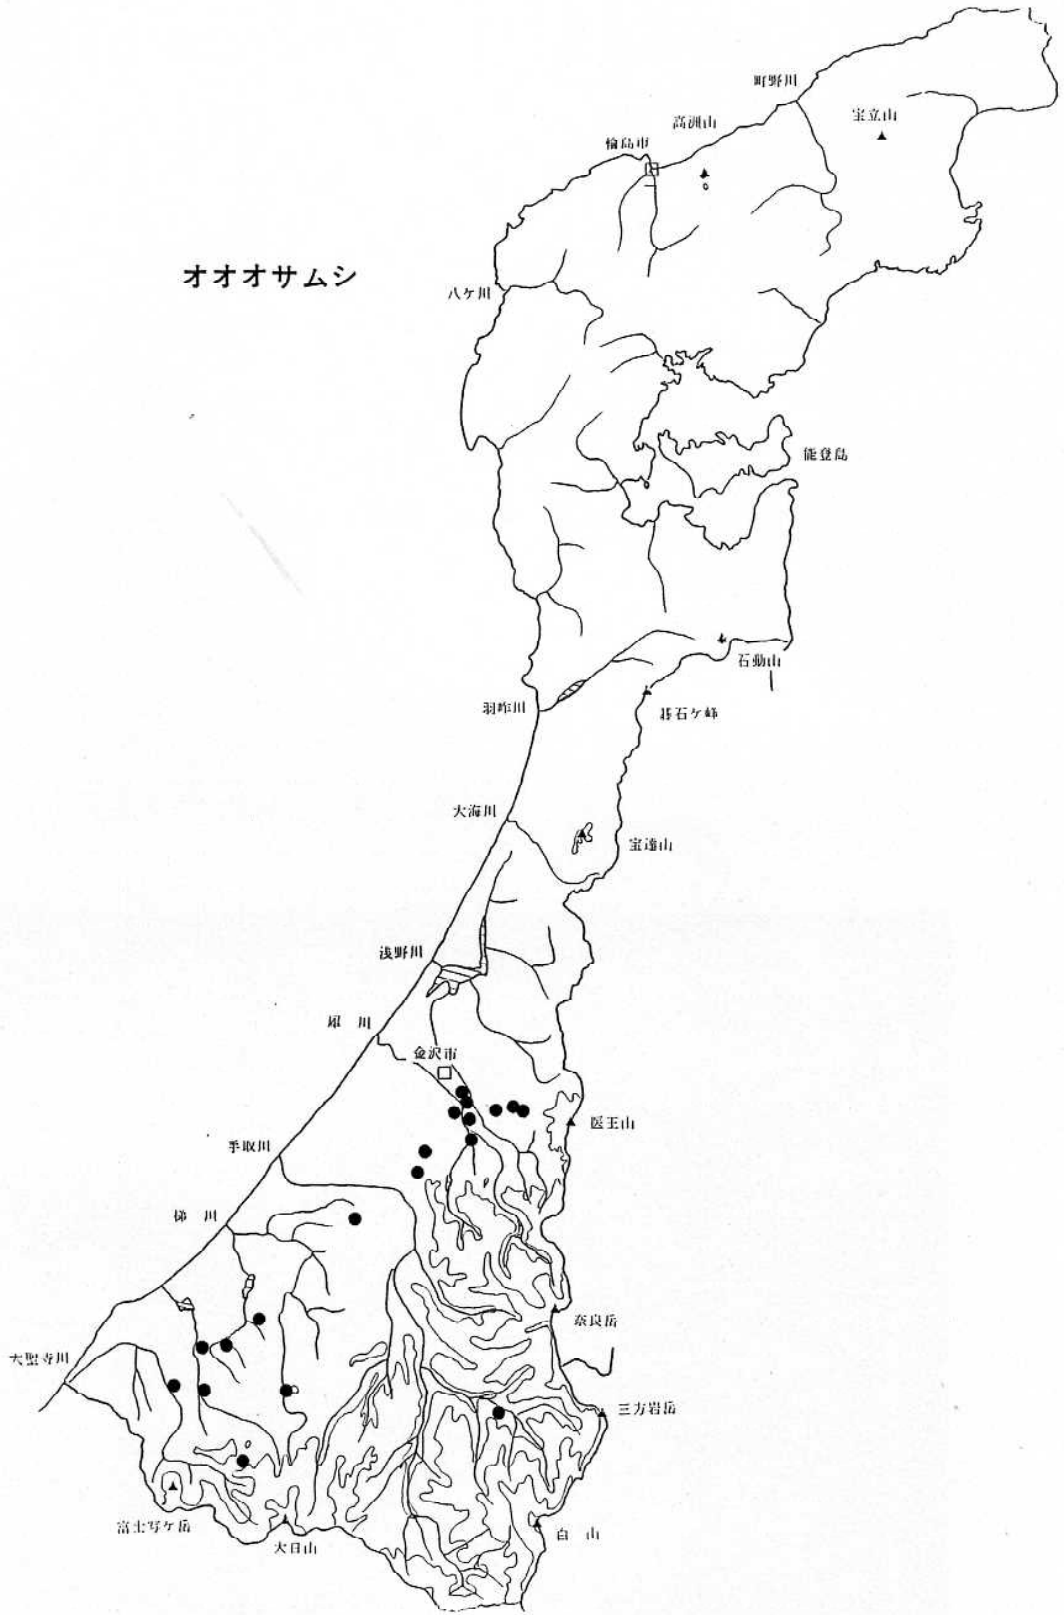 町野川
宝立山
高洲山
輪島市
オオオサムシ
八ケ川
能登島
石動山
羽咋川
碁石ケ峰
大海川
宝達山
浅野川
犀川
金沢市
医王山
手取川
梯川
奈良岳
大聖寺川
三方岩岳
富士写ケ岳
白山
大日山